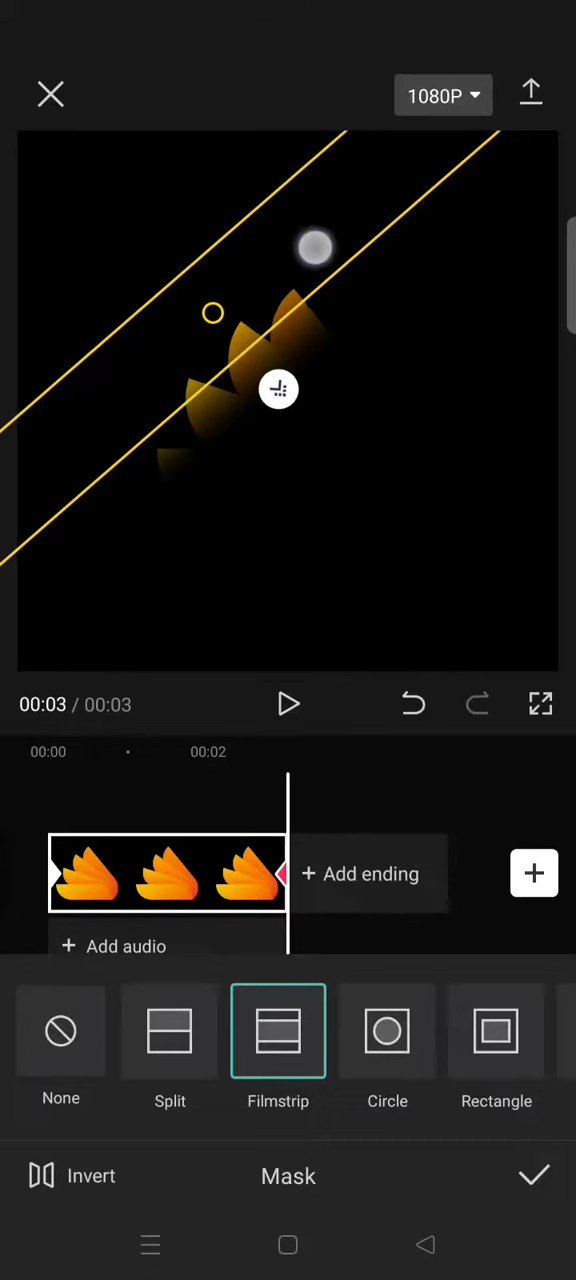 1080P
00:03 / 00:03
00:00
00:02
+ Add ending
+ Add audio
None
Split
Filmstrip
Circle
Rectangle
Invert
Mask